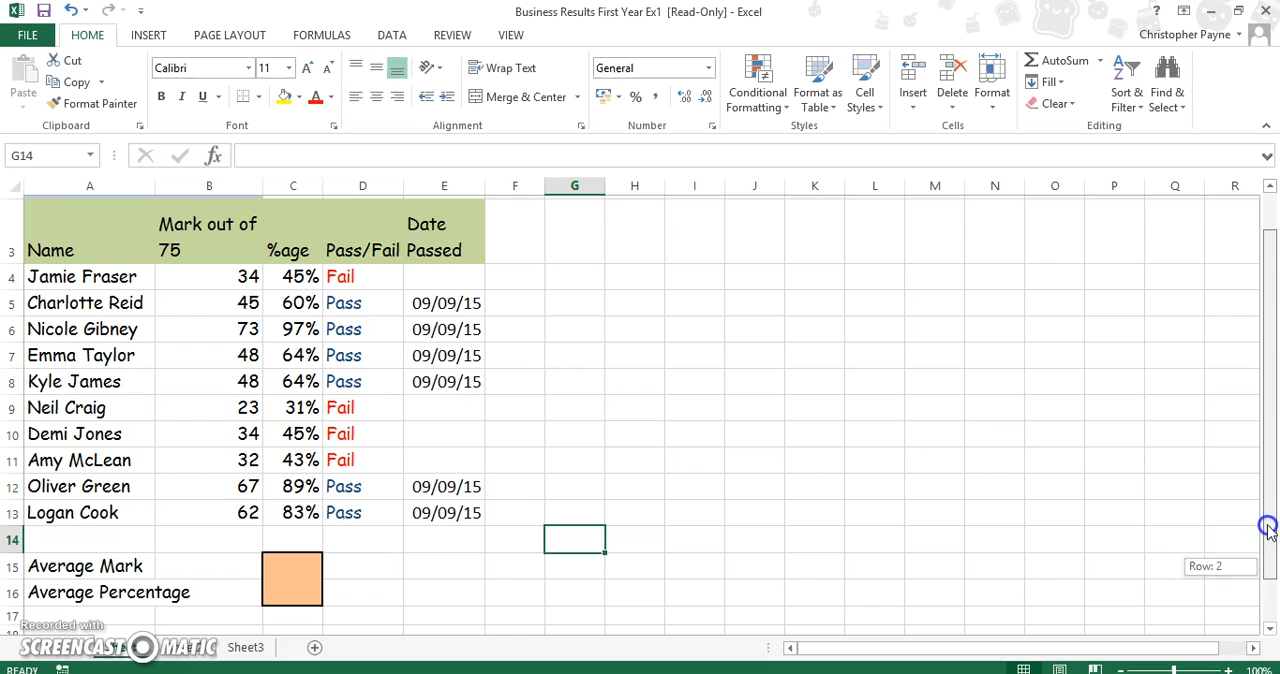 Business Results First Year Ex1 [Read-Only] - Excel
FILE HOME INSERT PAGE LAYOUT FORMULAS DATA REVIEW VIEW Christopher Payne
Paste Cut Copy Format Painter Clipboard
Calibri 11 B I U A Font
Wrap Text Merge & Center Alignment
General % Number
Conditional Formatting Format as Table Cell Styles Styles
Insert Delete Format Cells
AutoSum Fill Clear Sort & Filter Find & Select Editing
G14 fx
A B C D E F G H I J K L M N O P Q R
3 Name Mark out of 75 %age Pass/Fail Date Passed
4 Jamie Fraser 34 45% Fail
5 Charlotte Reid 45 60% Pass 09/09/15
6 Nicole Gibney 73 97% Pass 09/09/15
7 Emma Taylor 48 64% Pass 09/09/15
8 Kyle James 48 64% Pass 09/09/15
9 Neil Craig 23 31% Fail
10 Demi Jones 34 45% Fail
11 Amy McLean 32 43% Fail
12 Oliver Green 67 89% Pass 09/09/15
13 Logan Cook 62 83% Pass 09/09/15
14
15 Average Mark
Row: 2
16 Average Percentage
17
Recorded with
SCREENCAST MATIC
Sheet3
READY 100%